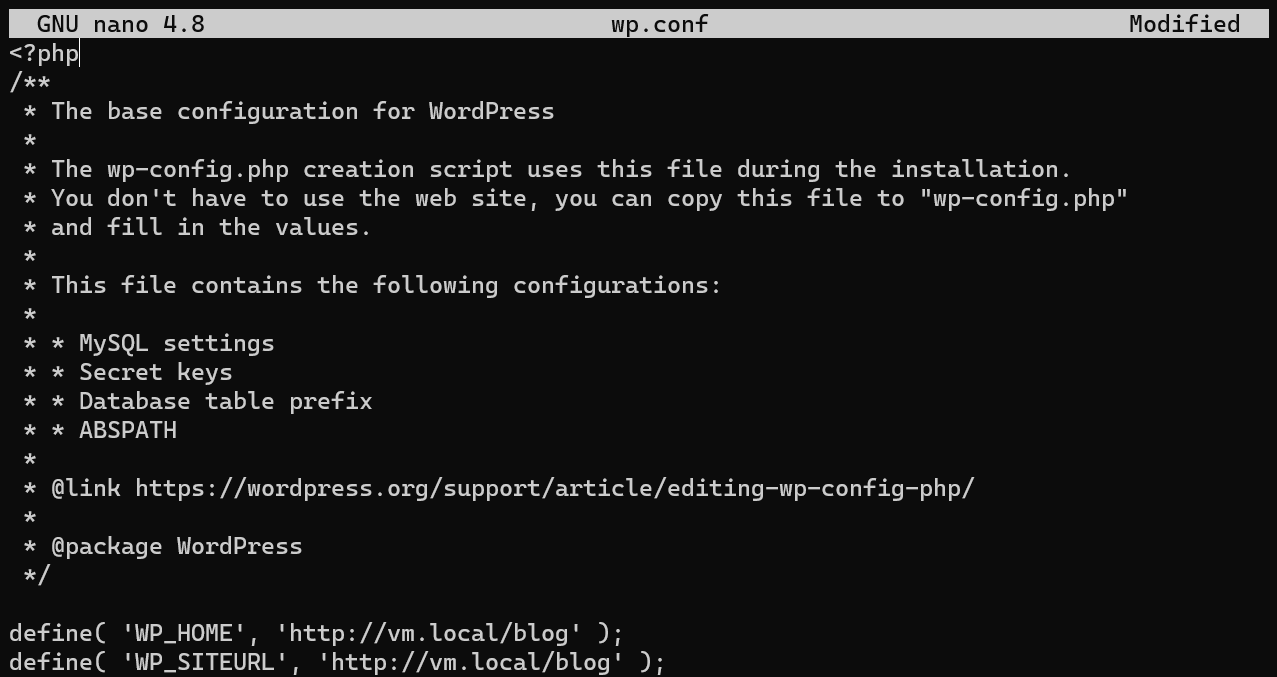 GNU nano 4.8 wp.conf Modified
<?php
/**
 * The base configuration for WordPress
 *
 * The wp-config.php creation script uses this file during the installation.
 * You don't have to use the web site, you can copy this file to "wp-config.php"
 * and fill in the values.
 *
 * This file contains the following configurations:
 *
 * * MySQL settings
 * * Secret keys
 * * Database table prefix
 * * ABSPATH
 *
 * @link https://wordpress.org/support/article/editing-wp-config-php/
 *
 * @package WordPress
 */

define( 'WP_HOME', 'http://vm.local/blog' );
define( 'WP_SITEURL', 'http://vm.local/blog' );